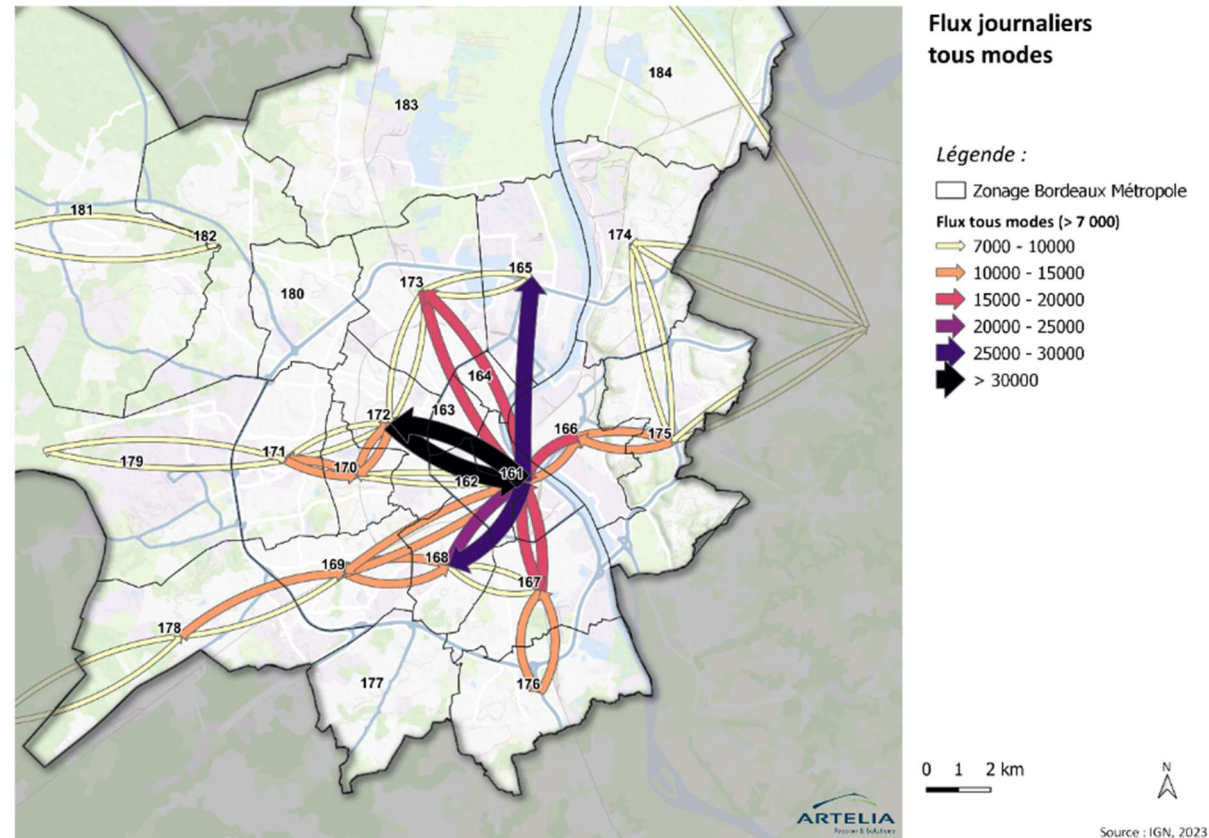 Flux journaliers
tous modes
184
183
Légende :
Zonage Bordeaux Métropole
Flux tous modes (> 7 000)
7000 - 10000
10000 - 15000
15000 - 20000
20000 - 25000
25000 - 30000
> 30000
181
182
174
165
173
180
164
172
163
166
175
171
170
161
179
162
168
169
167
178
177
176
0 1 2 km
N
ARTELIA
Passion & Solutions
Source : IGN, 2023